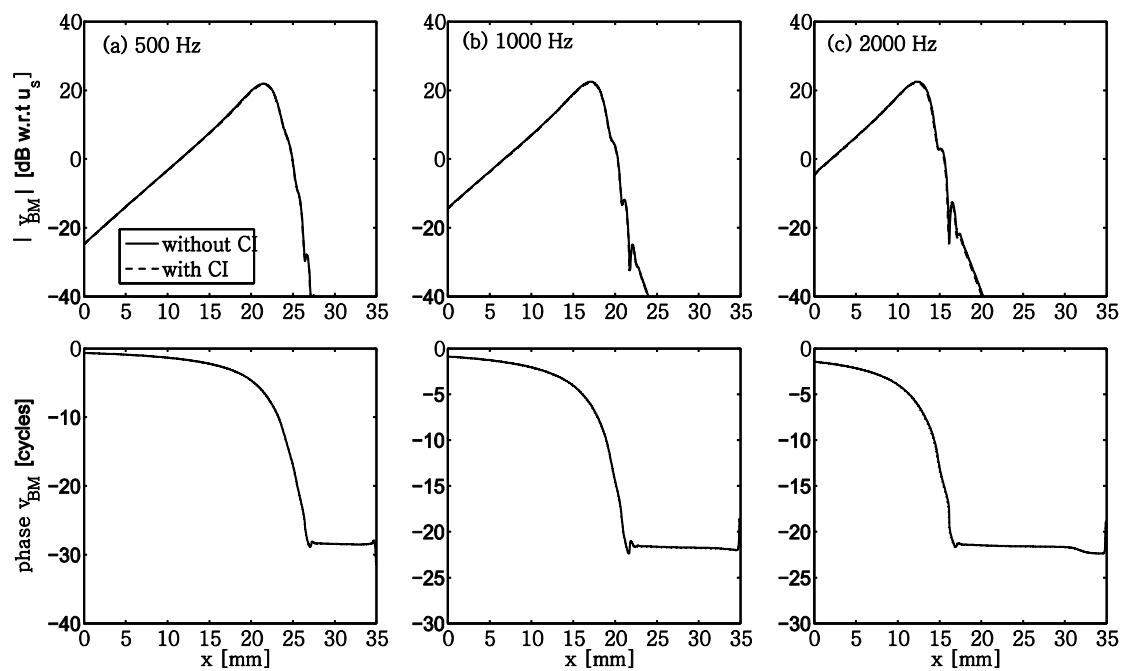 (a) 500 Hz
(b) 1000 Hz
(c) 2000 Hz
| v_BM | [dB w.r.t u_s]
40
20
0
−20
−40
without CI
with CI
0 5 10 15 20 25 30 35
40
20
0
−20
−40
0 5 10 15 20 25 30 35
40
20
0
−20
−40
0 5 10 15 20 25 30 35
phase v_BM [cycles]
0
−10
−20
−30
−40
0 5 10 15 20 25 30 35
x [mm]
0
−5
−10
−15
−20
−25
−30
0 5 10 15 20 25 30 35
x [mm]
0
−5
−10
−15
−20
−25
−30
0 5 10 15 20 25 30 35
x [mm]